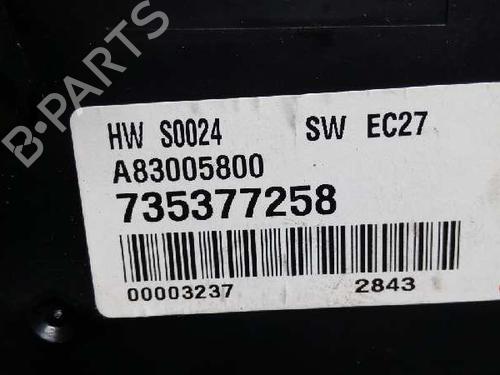 B-PARTS
HW S0024 SW EC27
A83005800
735377258
00003237 2843